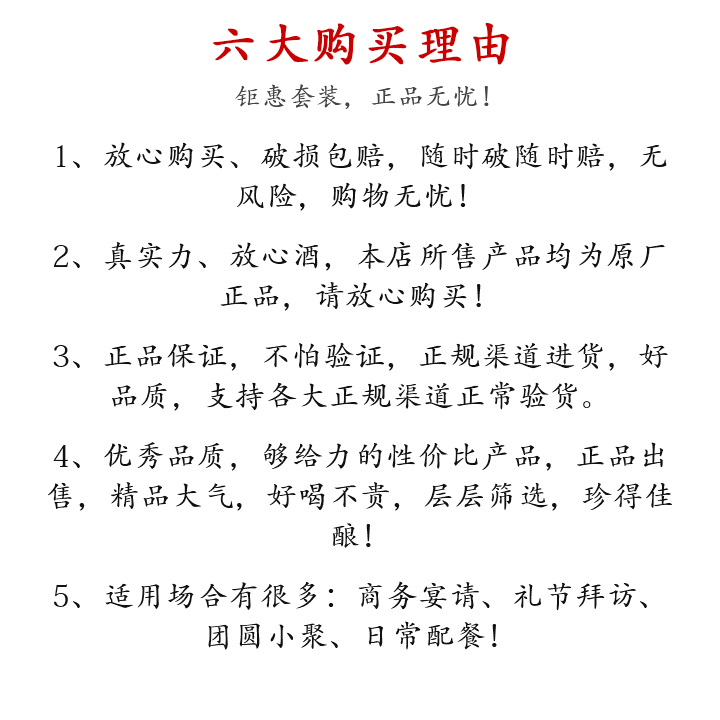 六大购买理由
钜惠套装，正品无忧！
1、放心购买、破损包赔，随时破随时赔，无
风险，购物无忧！
2、真实力、放心酒，本店所售产品均为原厂
正品，请放心购买！
3、正品保证，不怕验证，正规渠道进货，好
品质，支持各大正规渠道正常验货。
4、优秀品质，够给力的性价比产品，正品出
售，精品大气，好喝不贵，层层筛选，珍得佳
酿！
5、适用场合有很多：商务宴请、礼节拜访、
团圆小聚、日常配餐！